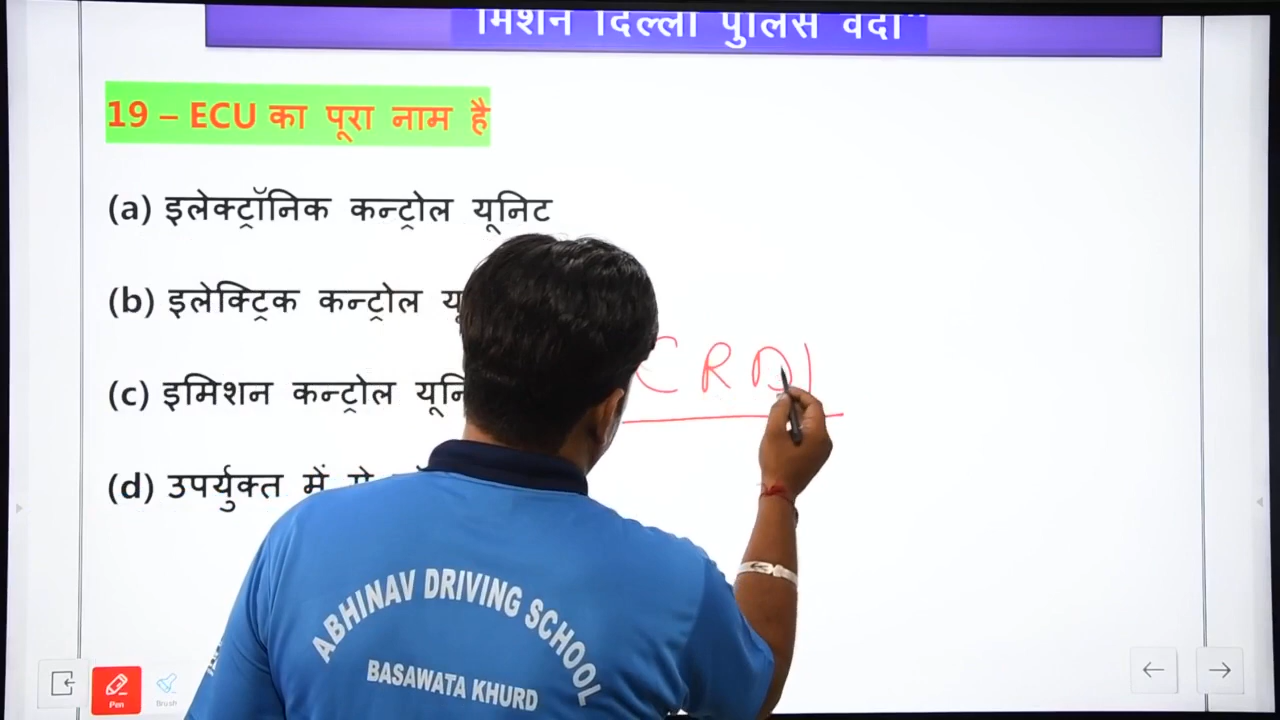 मिशन दिल्ली पुलिस वर्दी
19 – ECU का पूरा नाम है
(a) इलेक्ट्रॉनिक कन्ट्रोल यूनिट
(b) इलेक्ट्रिक कन्ट्रोल
(c) इमिशन कन्ट्रोल
(d) उपर्युक्त में
CRDI
ABHINAV DRIVING SCHOOL
BASAWATA KHURD
Pen
Brush